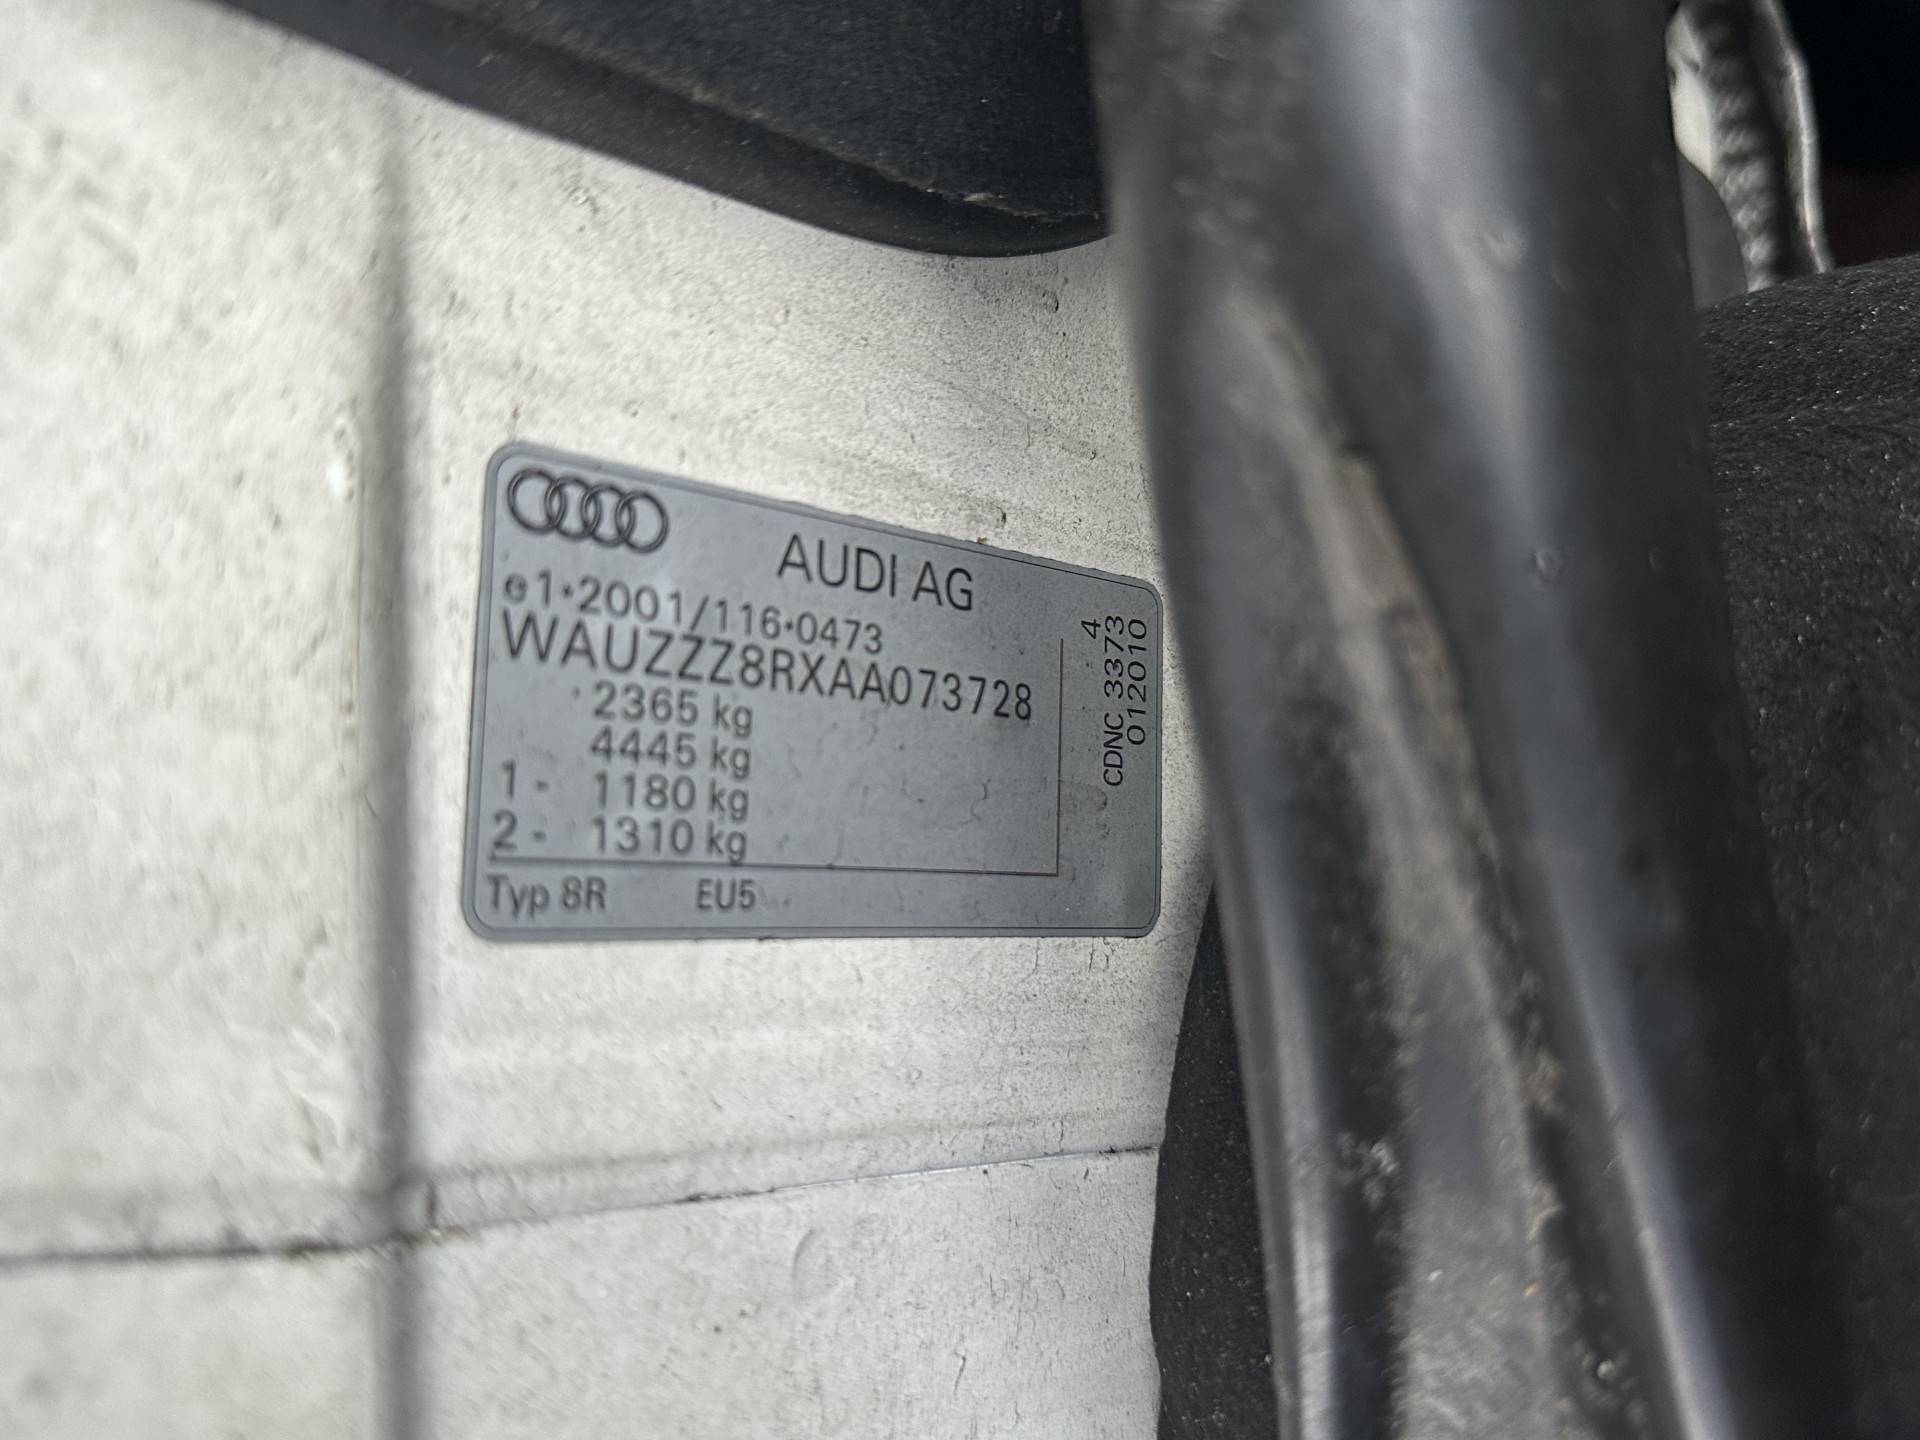 AUDI AG
e1*2001/116*0473
WAUZZZ8RXAA073728
2365 kg
4445 kg
1 - 1180 kg
2 - 1310 kg
Typ 8R EU5
4
CDNC 3373
012010